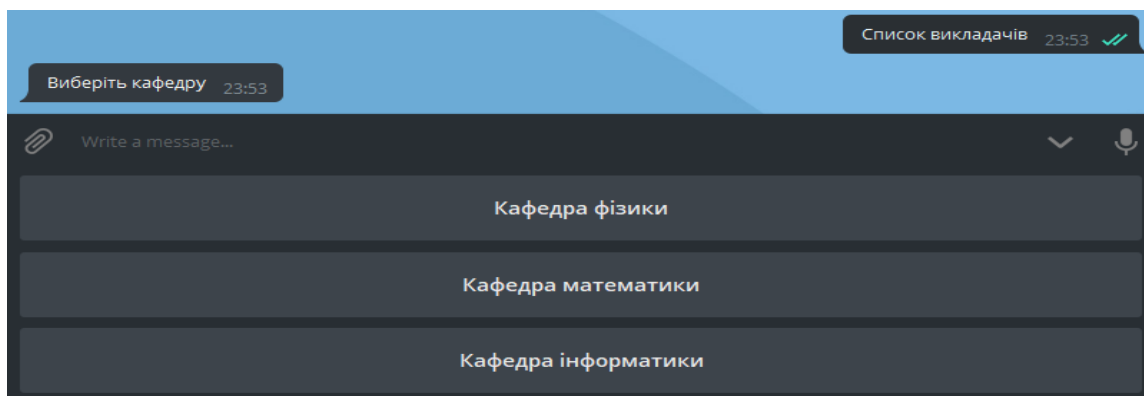 Список викладачів 23:53
Виберіть кафедру 23:53
Write a message...
Кафедра фізики
Кафедра математики
Кафедра інформатики